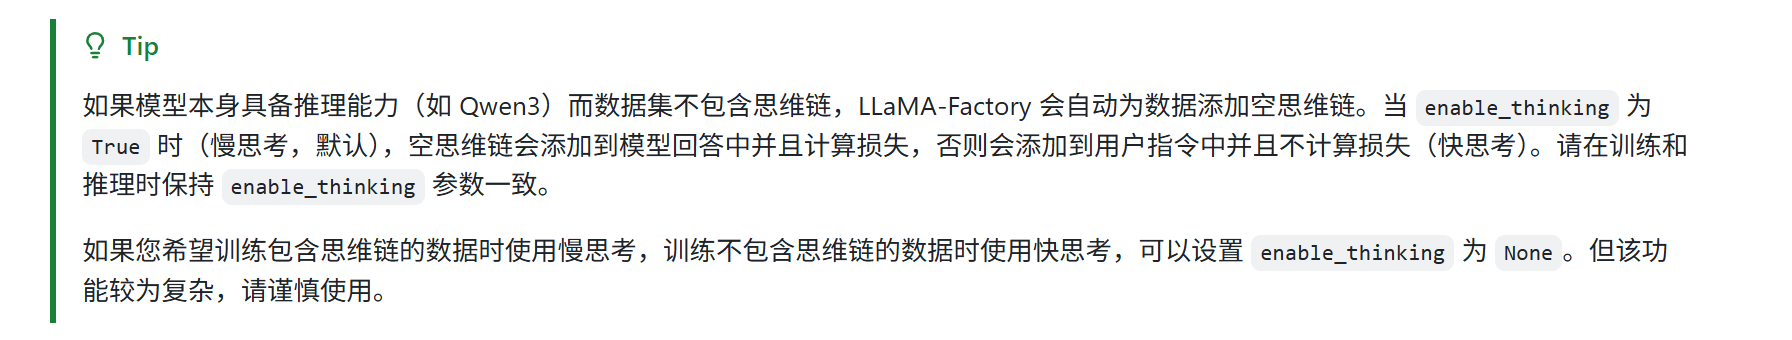 Tip
如果模型本身具备推理能力（如 Qwen3）而数据集不包含思维链，LLaMA-Factory 会自动为数据添加空思维链。当 enable_thinking 为
True 时（慢思考，默认），空思维链会添加到模型回答中并且计算损失，否则会添加到用户指令中并且不计算损失（快思考）。请在训练和
推理时保持 enable_thinking 参数一致。
如果您希望训练包含思维链的数据时使用慢思考，训练不包含思维链的数据时使用快思考，可以设置 enable_thinking 为 None。但该功
能较为复杂，请谨慎使用。